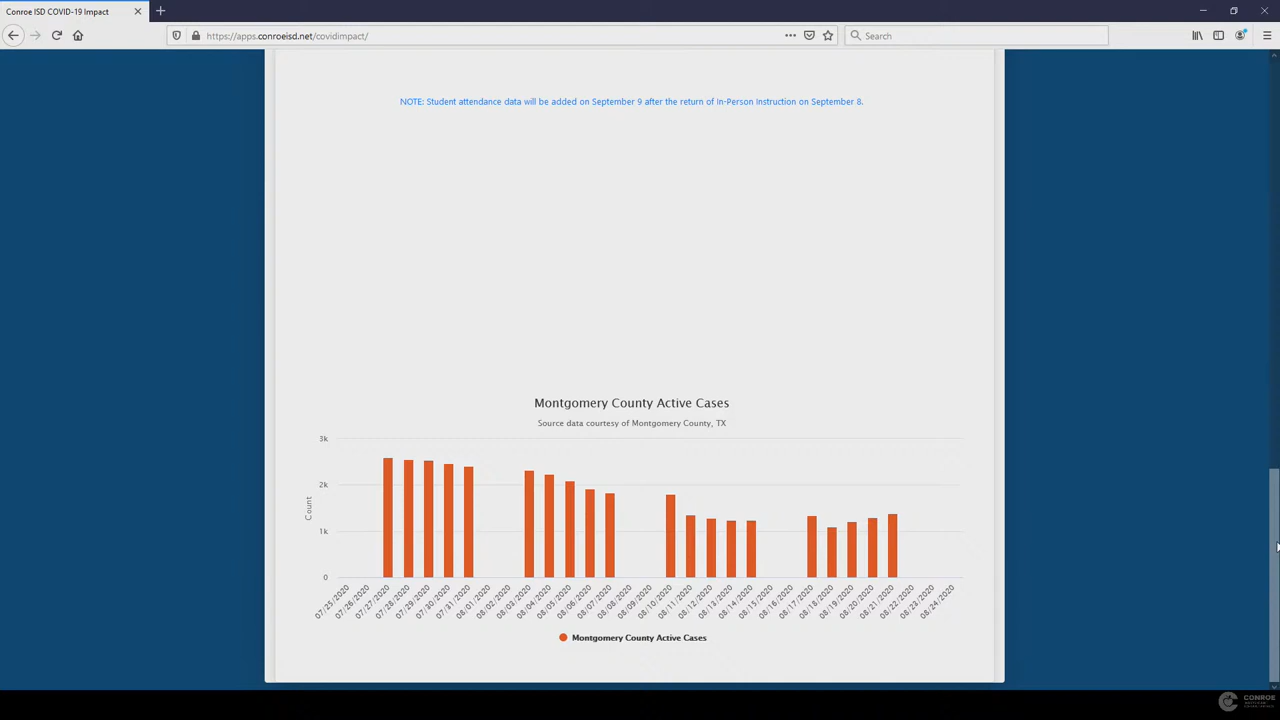 Conroe ISD COVID-19 Impact
https://apps.conroeisd.net/covidimpact/
Search
NOTE: Student attendance data will be added on September 9 after the return of In-Person Instruction on September 8.
Montgomery County Active Cases
Source data courtesy of Montgomery County, TX
Count
3k
2k
1k
0
07/25/2020
07/26/2020
07/27/2020
07/28/2020
07/29/2020
07/30/2020
07/31/2020
08/01/2020
08/02/2020
08/03/2020
08/04/2020
08/05/2020
08/06/2020
08/07/2020
08/08/2020
08/09/2020
08/10/2020
08/11/2020
08/12/2020
08/13/2020
08/14/2020
08/15/2020
08/16/2020
08/17/2020
08/18/2020
08/19/2020
08/20/2020
08/21/2020
08/22/2020
08/23/2020
08/24/2020
Montgomery County Active Cases
CONROE